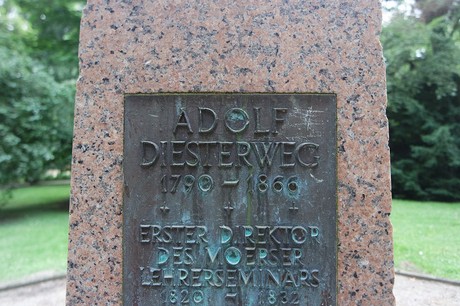 ADOLF
DIESTERWEG
1790 – 1866
+ + +
ERSTER DIREKTOR
DES MOERSER
LEHRERSEMINARS
1820 – 1832